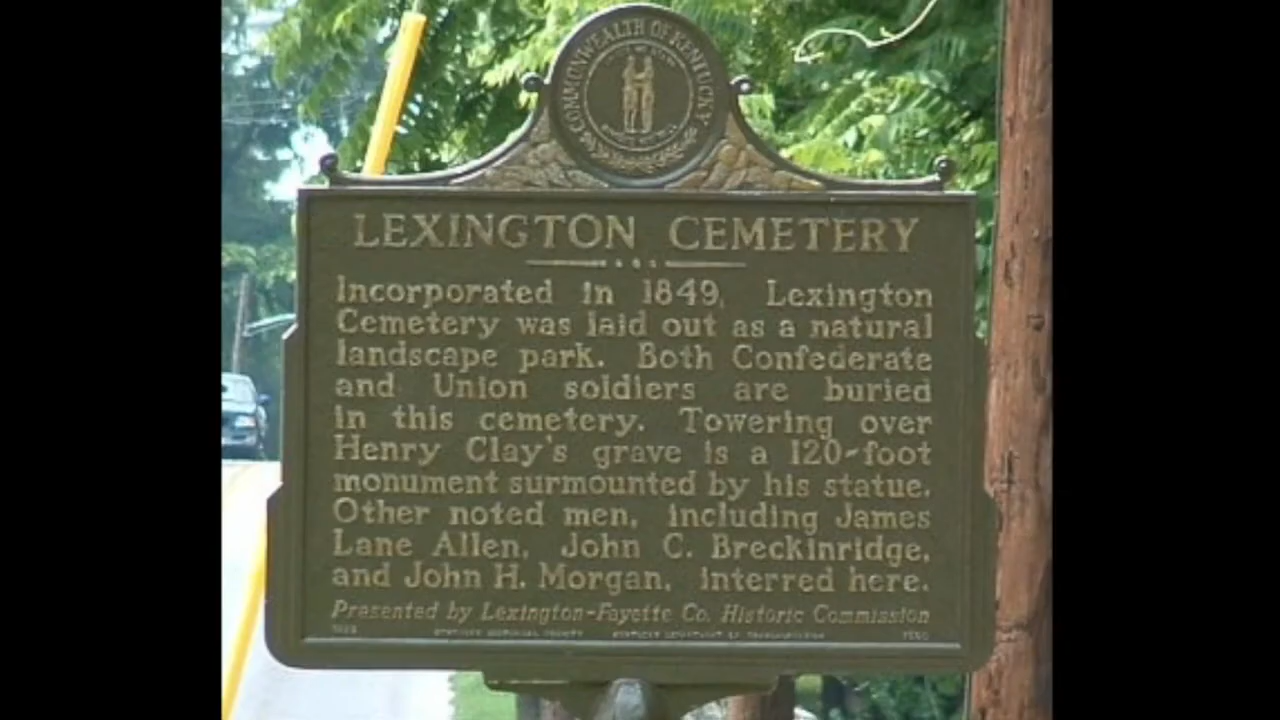 COMMONWEALTH OF KENTUCKY
LEXINGTON CEMETERY
Incorporated in 1849, Lexington
Cemetery was laid out as a natural
landscape park. Both Confederate
and Union soldiers are buried
in this cemetery. Towering over
Henry Clay's grave is a 120-foot
monument surmounted by his statue.
Other noted men, including James
Lane Allen, John C. Breckinridge,
and John H. Morgan, interred here.
Presented by Lexington-Fayette Co. Historic Commission